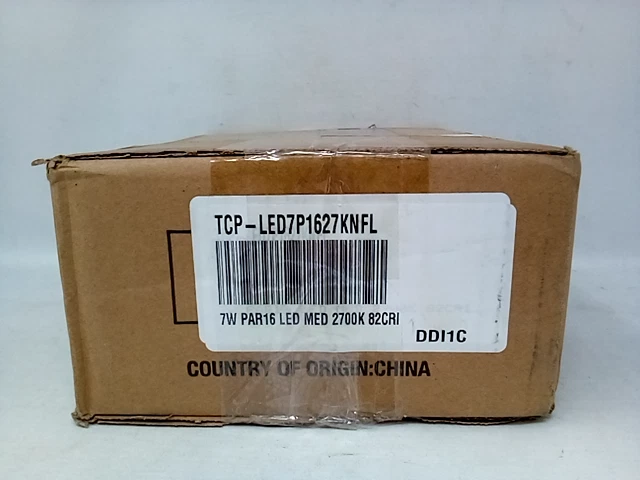 TCP-LED7P1627KNFL
7W PAR16 LED MED 2700K 82CRI
DDI1C
COUNTRY OF ORIGIN:CHINA